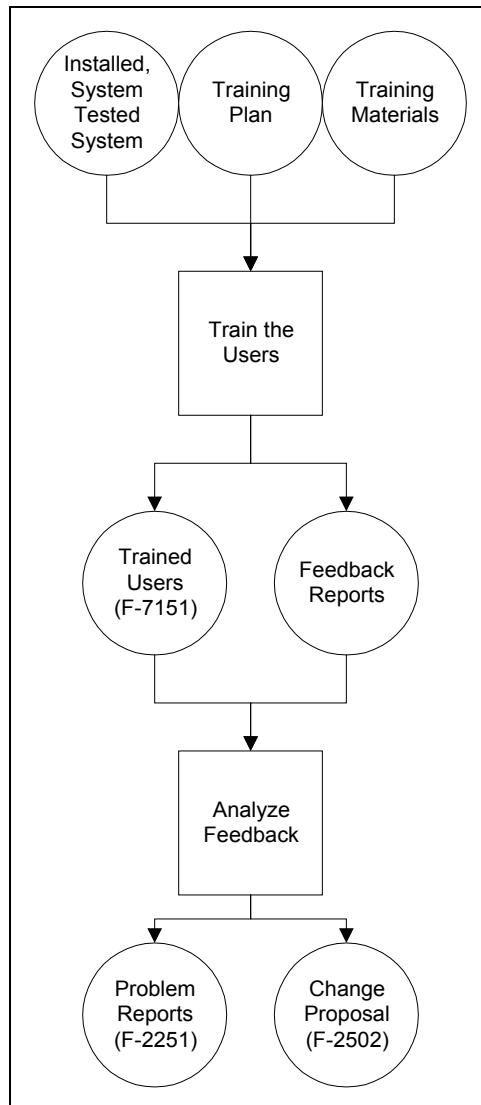 Installed,
System
Tested
System
Training
Plan
Training
Materials
Train the
Users
Trained
Users
(F-7151)
Feedback
Reports
Analyze
Feedback
Problem
Reports
(F-2251)
Change
Proposal
(F-2502)